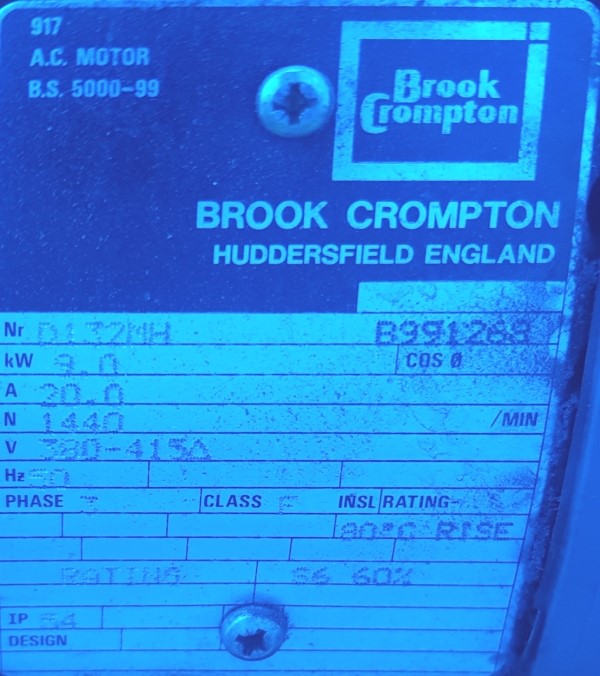 917
A.C. MOTOR
B.S. 5000-99
Brook
Crompton
BROOK CROMPTON
HUDDERSFIELD ENGLAND
Nr D132MH B991268
kW 9.0 COS Ø
A 20.0
N 1440 /MIN
V 380-415Δ
Hz 50
PHASE 3 CLASS F INSL RATING-
80°C RISE
RATING S6 60%
IP 54
DESIGN